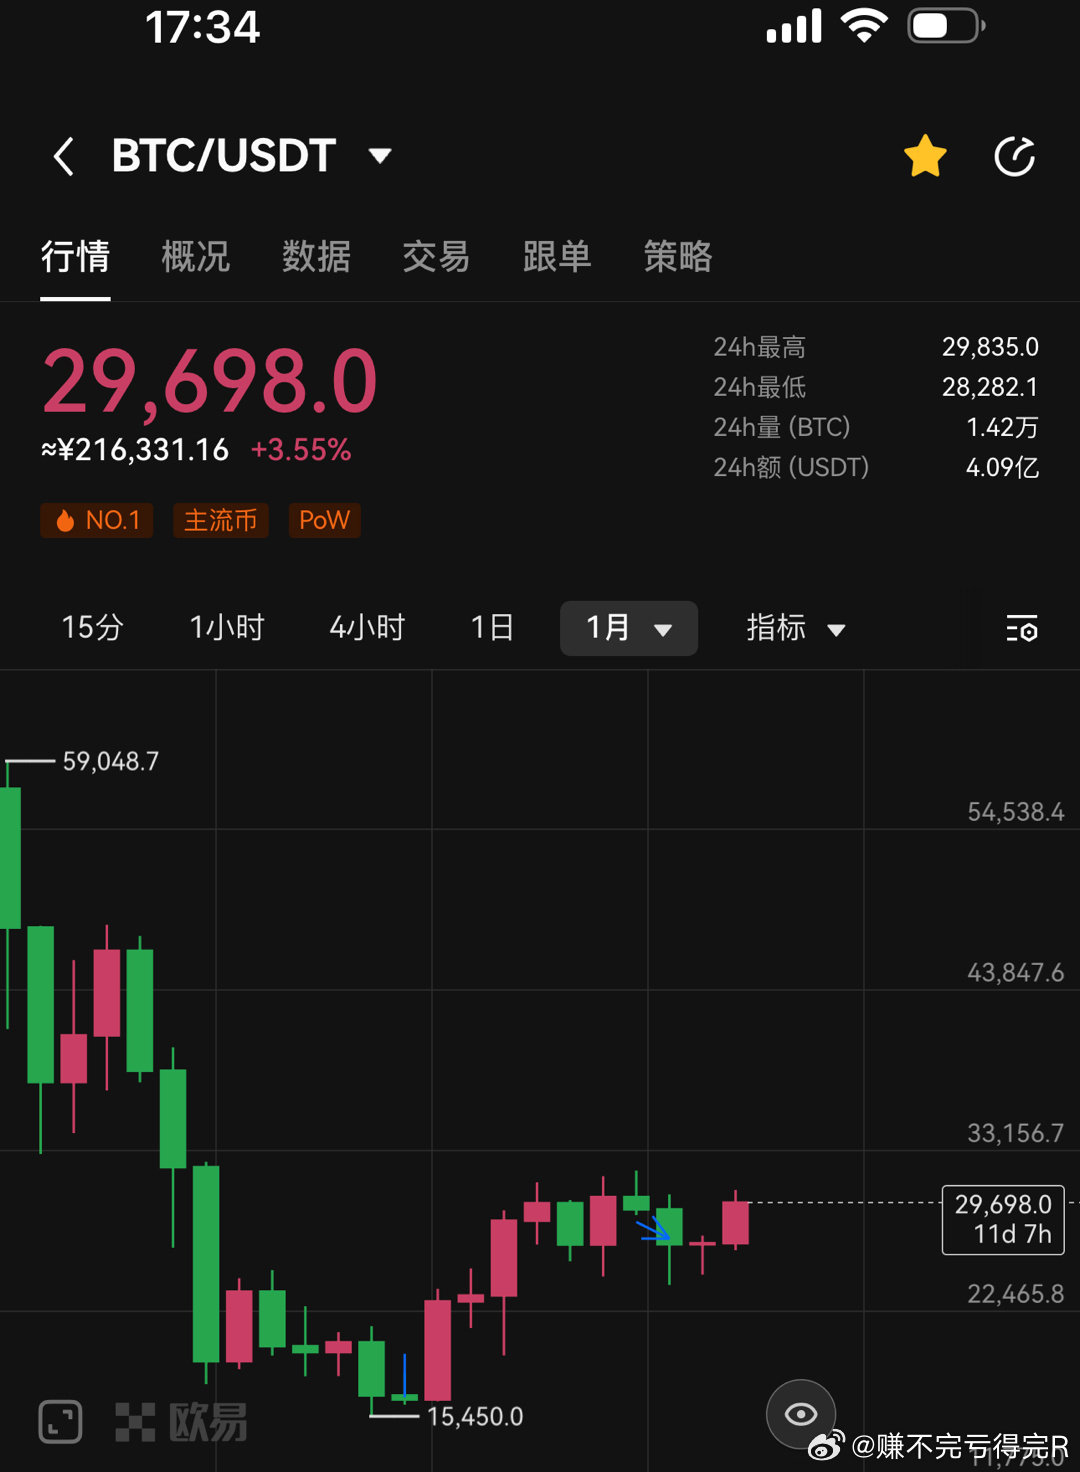 17:34
BTC/USDT
行情 概况 数据 交易 跟单 策略
29,698.0
≈¥216,331.16 +3.55%
24h最高 29,835.0
24h最低 28,282.1
24h量 (BTC) 1.42万
24h额 (USDT) 4.09亿
NO.1 主流币 PoW
15分 1小时 4小时 1日 1月 指标
59,048.7
54,538.4
43,847.6
33,156.7
29,698.0
11d 7h
22,465.8
15,450.0
欧易
@赚不完亏得完R
11,775.0